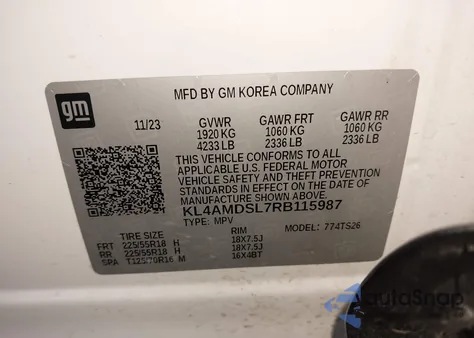 gm
MFD BY GM KOREA COMPANY
11/23 GVWR GAWR FRT GAWR RR
1920 KG 1060 KG 1060 KG
4233 LB 2336 LB 2336 LB
THIS VEHICLE CONFORMS TO ALL
APPLICABLE U.S. FEDERAL MOTOR
VEHICLE SAFETY AND THEFT PREVENTION
STANDARDS IN EFFECT ON THE DATE OF
MANUFACTURE SHOWN ABOVE.
KL4AMDSL7RB115987
TYPE: MPV MODEL: 774TS26
TIRE SIZE RIM
FRT 225/55R18 H 18X7.5J
RR 225/55R18 H 18X7.5J
SPA T125/70R16 M 16X4BT
AutoSnap